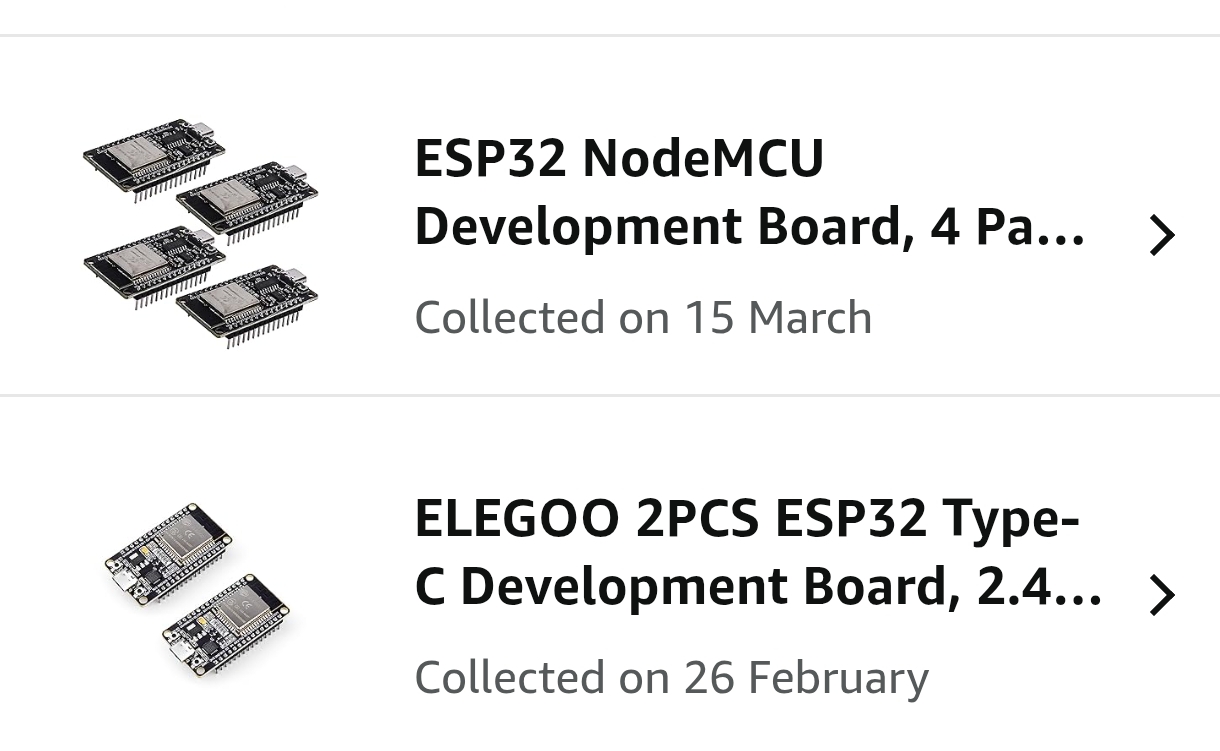 ESP32 NodeMCU
Development Board, 4 Pa...
Collected on 15 March
ELEGOO 2PCS ESP32 Type-
C Development Board, 2.4...
Collected on 26 February